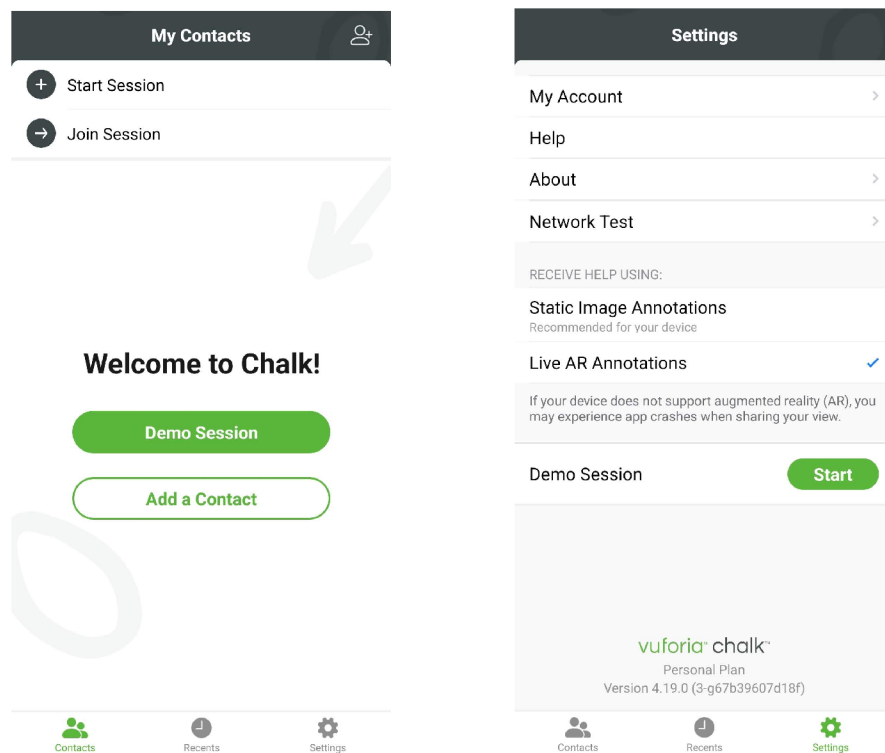 My Contacts
Start Session
Join Session
Welcome to Chalk!
Demo Session
Add a Contact
Contacts
Recents
Settings
Settings
My Account
Help
About
Network Test
RECEIVE HELP USING:
Static Image Annotations
Recommended for your device
Live AR Annotations
If your device does not support augmented reality (AR), you
may experience app crashes when sharing your view.
Demo Session
Start
vuforia™ chalk™
Personal Plan
Version 4.19.0 (3-g67b39607d18f)
Contacts
Recents
Settings